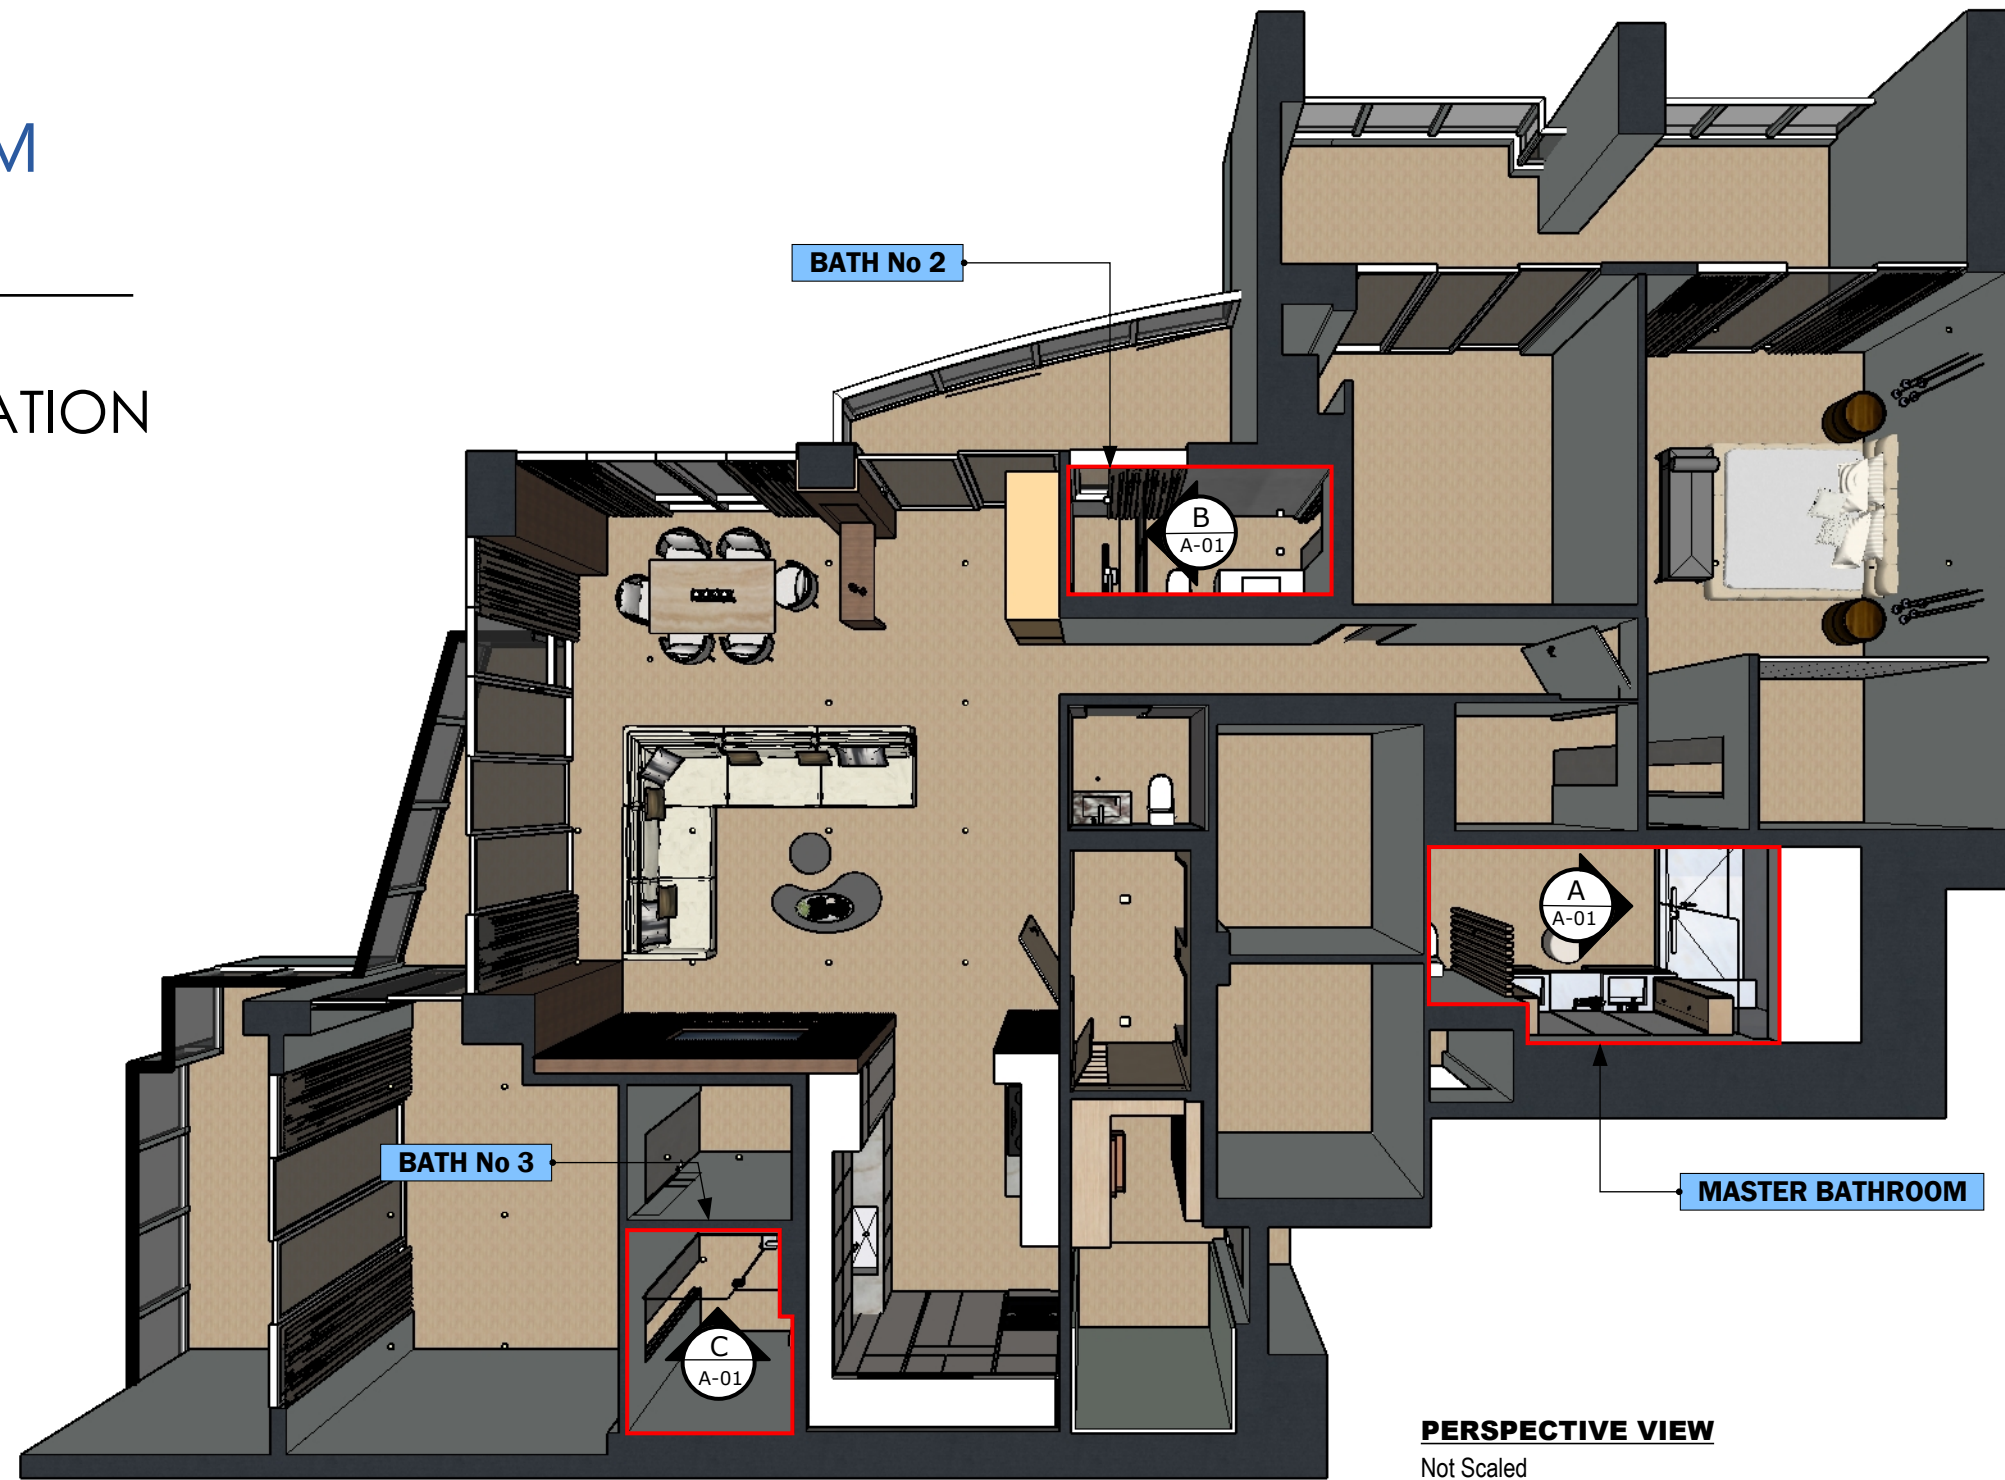 M
ATION
BATH No 2
B
A-01
A
A-01
BATH No 3
MASTER BATHROOM
C
A-01
PERSPECTIVE VIEW
Not Scaled